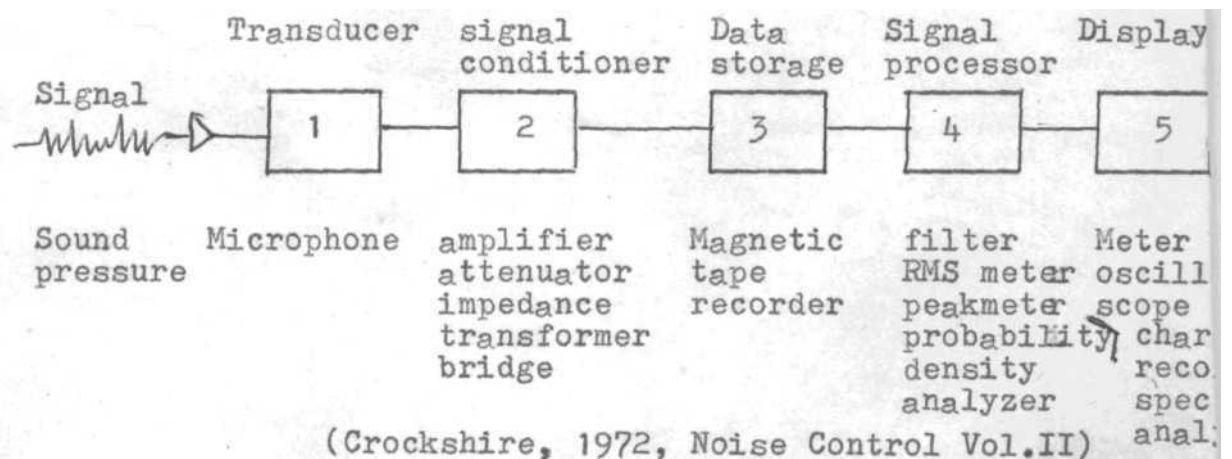 Transducer signal Data Signal Display
conditioner storage processor
Signal
1 2 3 4 5
Sound Microphone amplifier Magnetic filter Meter
pressure attenuator tape RMS meter oscill
impedance recorder peakmeter scope
transformer probability char
bridge density reco
analyzer spec
(Crockshire, 1972, Noise Control Vol.II) anal